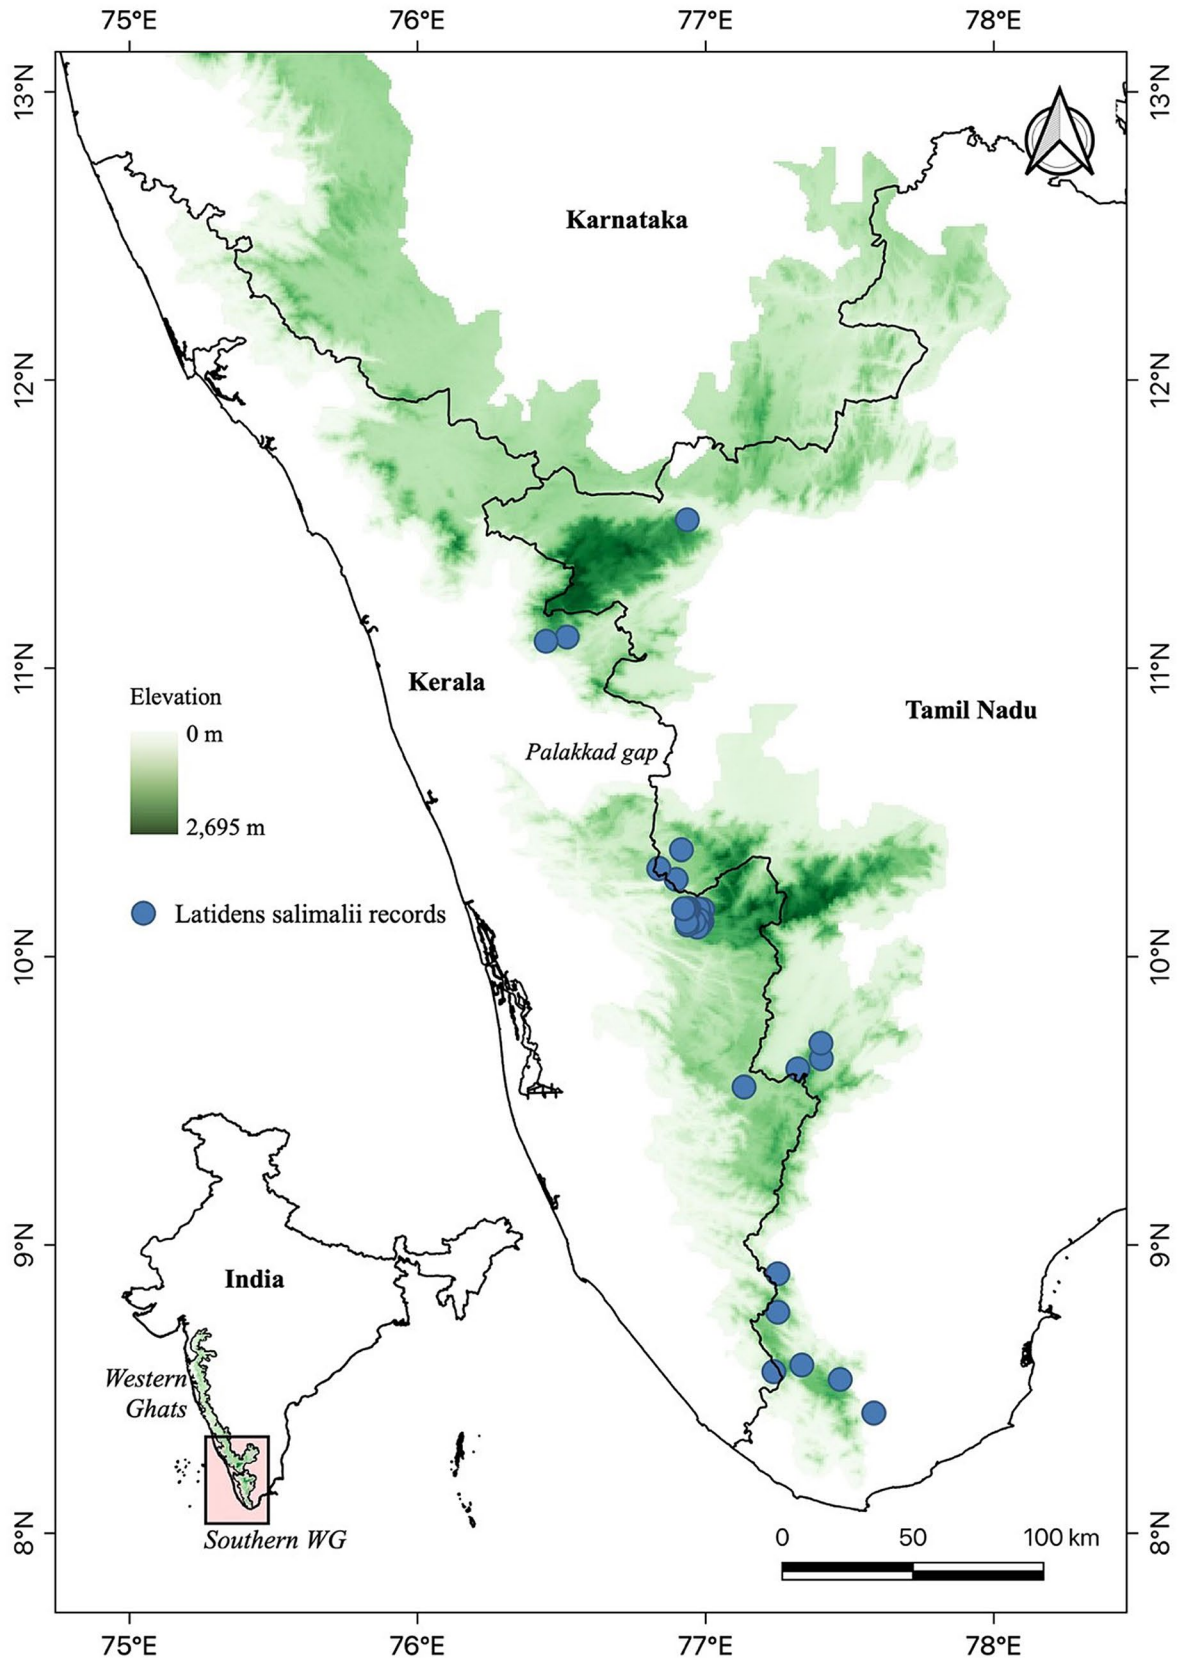 75°E 76°E 77°E 78°E
13°N 13°N
Karnataka
12°N 12°N
11°N 11°N
Kerala
Elevation
0 m
2,695 m
Tamil Nadu
Palakkad gap
Latidens salimalii records
10°N 10°N
9°N 9°N
India
Western
Ghats
Southern WG
8°N 8°N
0 50 100 km
75°E 76°E 77°E 78°E